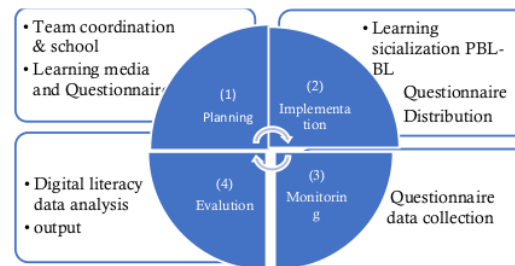 • Team coordination
& school
• Learning media
and Questionnaire
(1)
Planning
• Learning
sicialization PBL-
BL
Questionnaire
Distribution
(2)
Implementa
tion
• Digital literacy
data analysis
• output
(4)
Evalution
(3)
Monitorin
g
Questionnaire
data collection